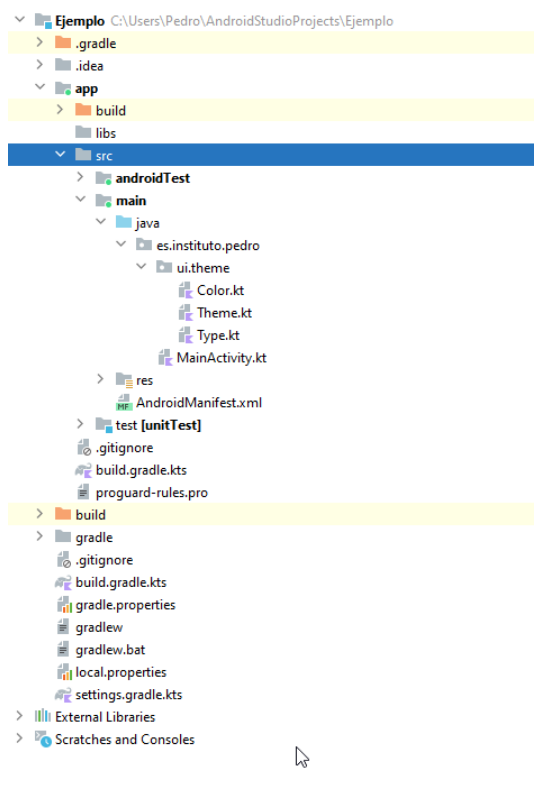 Ejemplo C:\Users\Pedro\AndroidStudioProjects\Ejemplo
.gradle
.idea
app
build
libs
src
androidTest
main
java
es.instituto.pedro
ui.theme
Color.kt
Theme.kt
Type.kt
MainActivity.kt
res
MF AndroidManifest.xml
test [unitTest]
.gitignore
build.gradle.kts
proguard-rules.pro
build
gradle
.gitignore
build.gradle.kts
gradle.properties
gradlew
gradlew.bat
local.properties
settings.gradle.kts
External Libraries
Scratches and Consoles